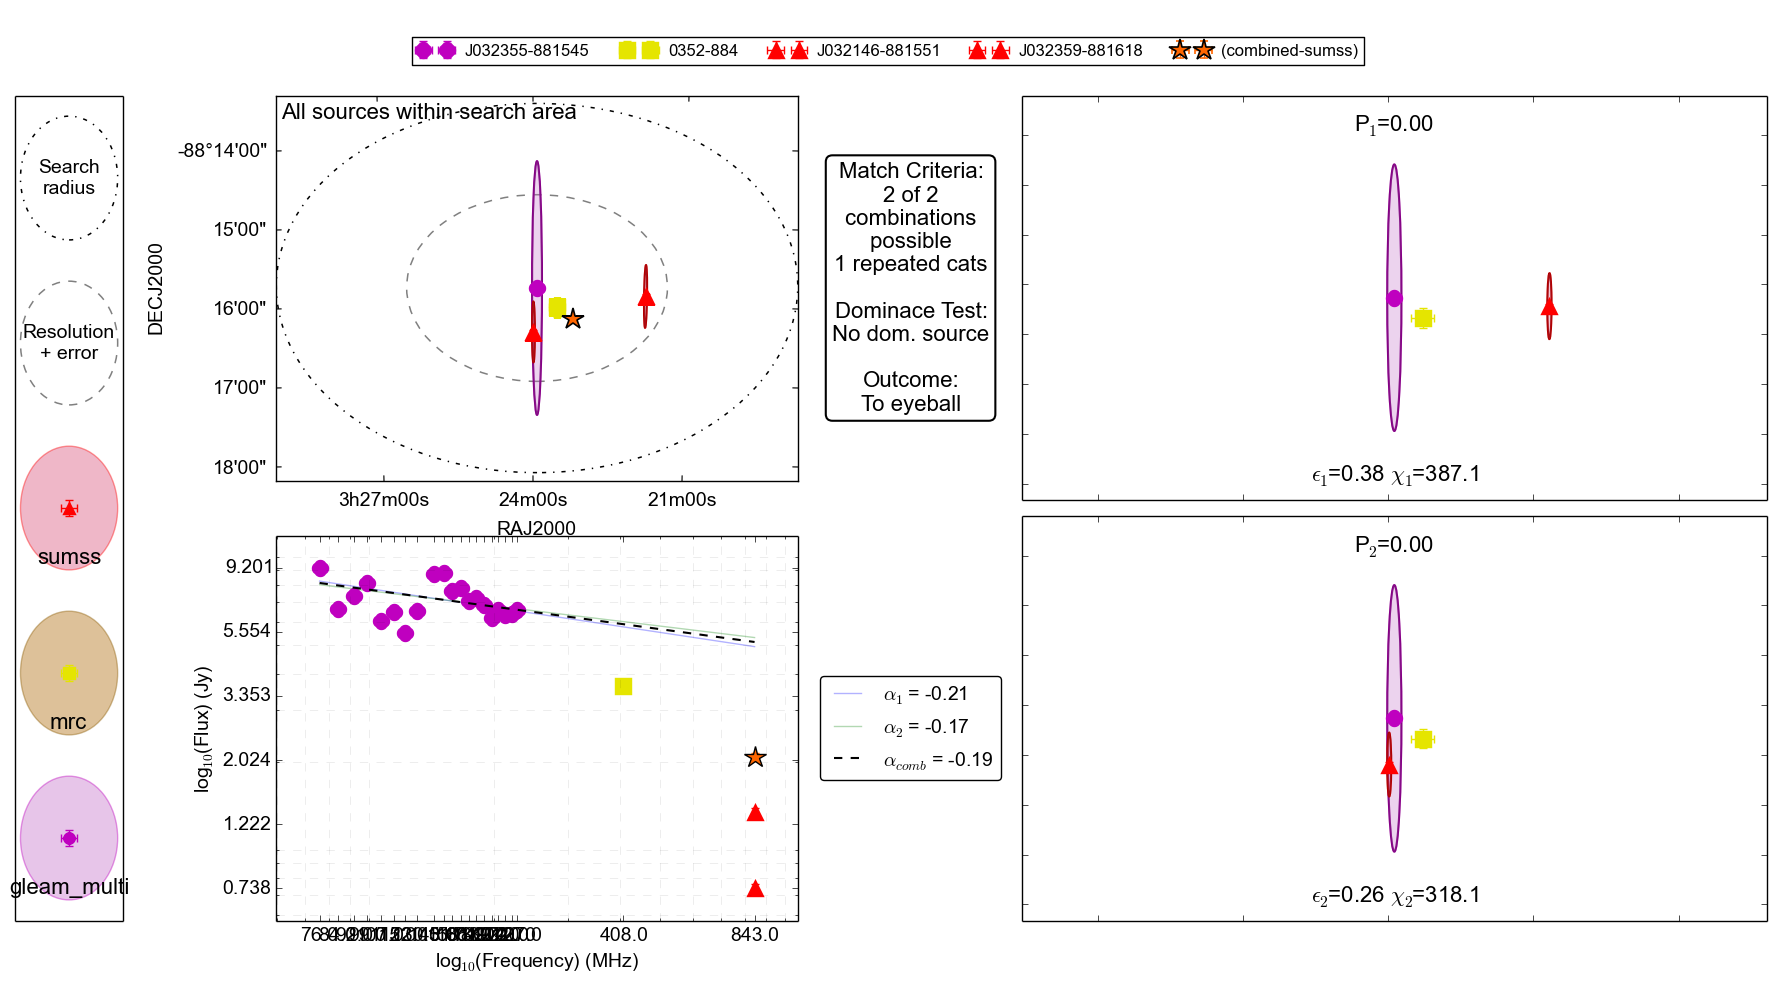 J032355-881545
0352-884
J032146-881551
J032359-881618
(combined-sumss)
Search
radius
Resolution
+ error
sumss
mrc
gleam_multi
All sources within search area
-88°14'00"
15'00"
16'00"
17'00"
18'00"
DECJ2000
3h27m00s
24m00s
21m00s
RAJ2000
Match Criteria:
2 of 2
combinations
possible
1 repeated cats
Dominace Test:
No dom. source
Outcome:
To eyeball
P1=0.00
ϵ1=0.38 χ1=387.1
9.201
5.554
3.353
2.024
1.222
0.738
log10(Flux) (Jy)
408.0
843.0
log10(Frequency) (MHz)
α1 = -0.21
α2 = -0.17
αcomb = -0.19
P2=0.00
ϵ2=0.26 χ2=318.1